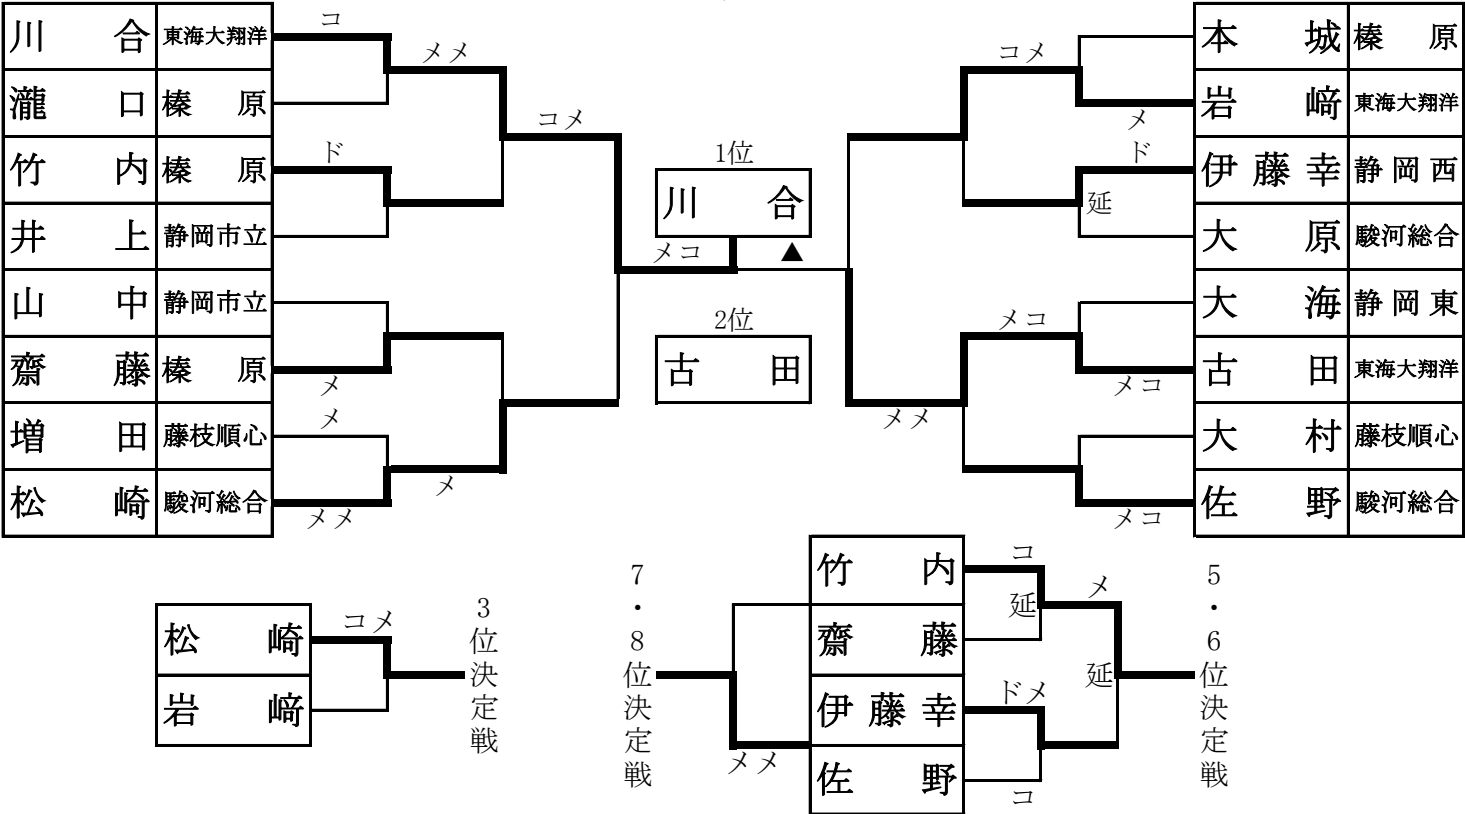 川合 東海大翔洋
瀧口 榛原
竹内 榛原
井上 静岡市立
山中 静岡市立
齋藤 榛原
増田 藤枝順心
松崎 駿河総合
コ
ド
メ
メ
メメ
メメ
メ
コメ
1位
川合
メコ
▲
2位
古田
コメ
メコ
メメ
メ
ド
延
メコ
メコ
本城 榛原
岩﨑 東海大翔洋
伊藤幸 静岡西
大原 駿河総合
大海 静岡東
古田 東海大翔洋
大村 藤枝順心
佐野 駿河総合
松崎
岩﨑
コメ
3位決定戦
7・8位決定戦
メメ
竹内
齋藤
伊藤幸
佐野
コ
延
ドメ
コ
メ
延
5・6位決定戦